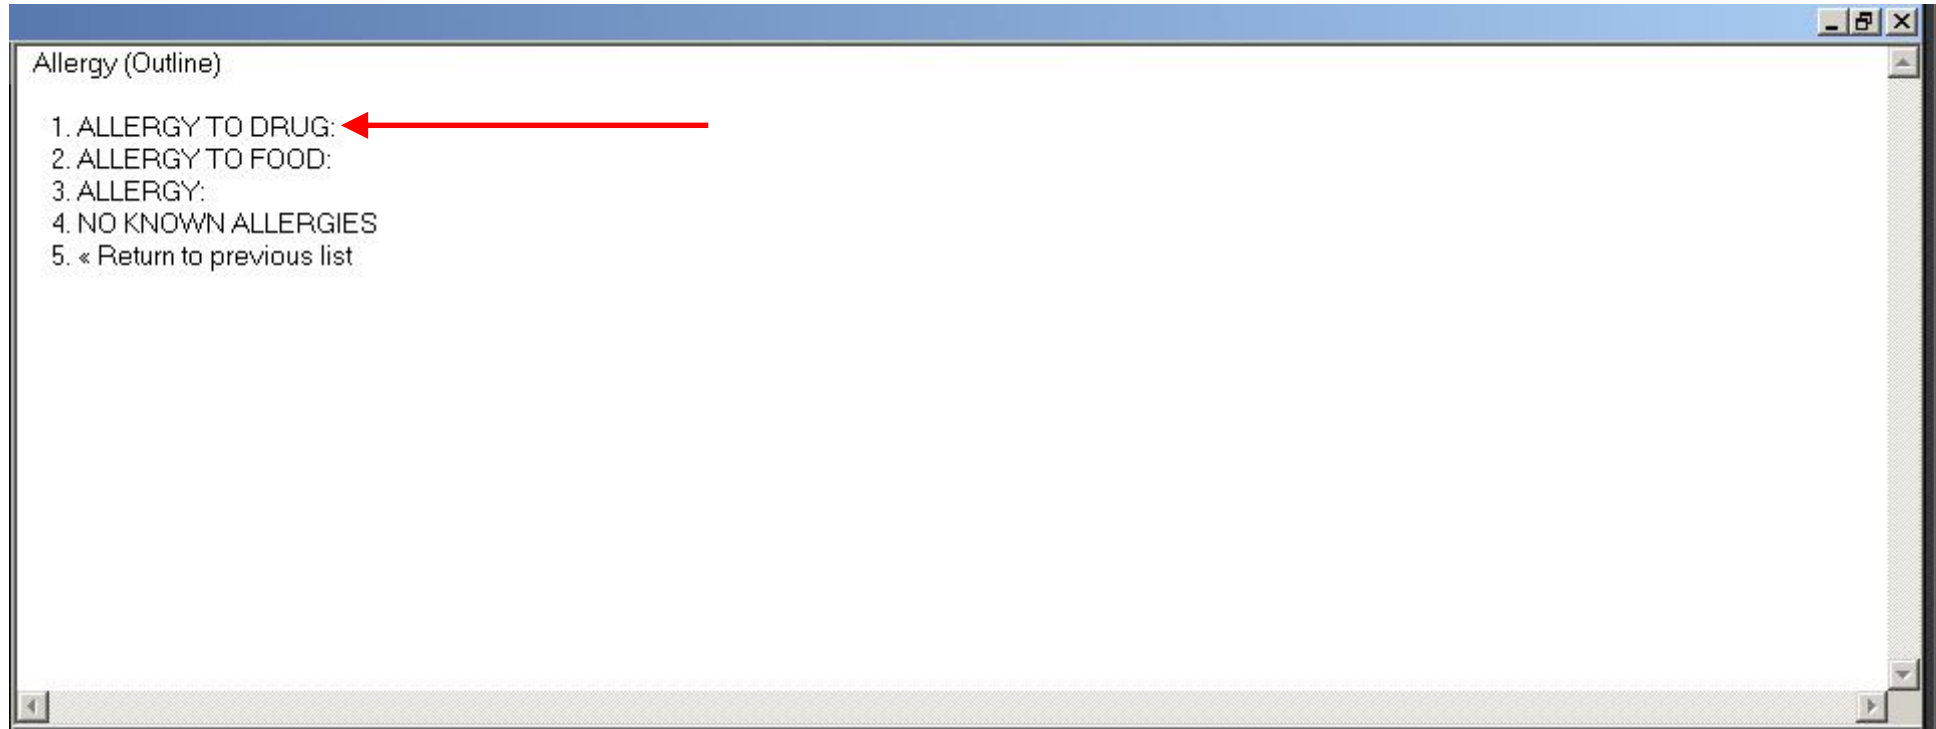 Allergy (Outline)
1. ALLERGY TO DRUG:
2. ALLERGY TO FOOD:
3. ALLERGY:
4. NO KNOWN ALLERGIES
5. « Return to previous list